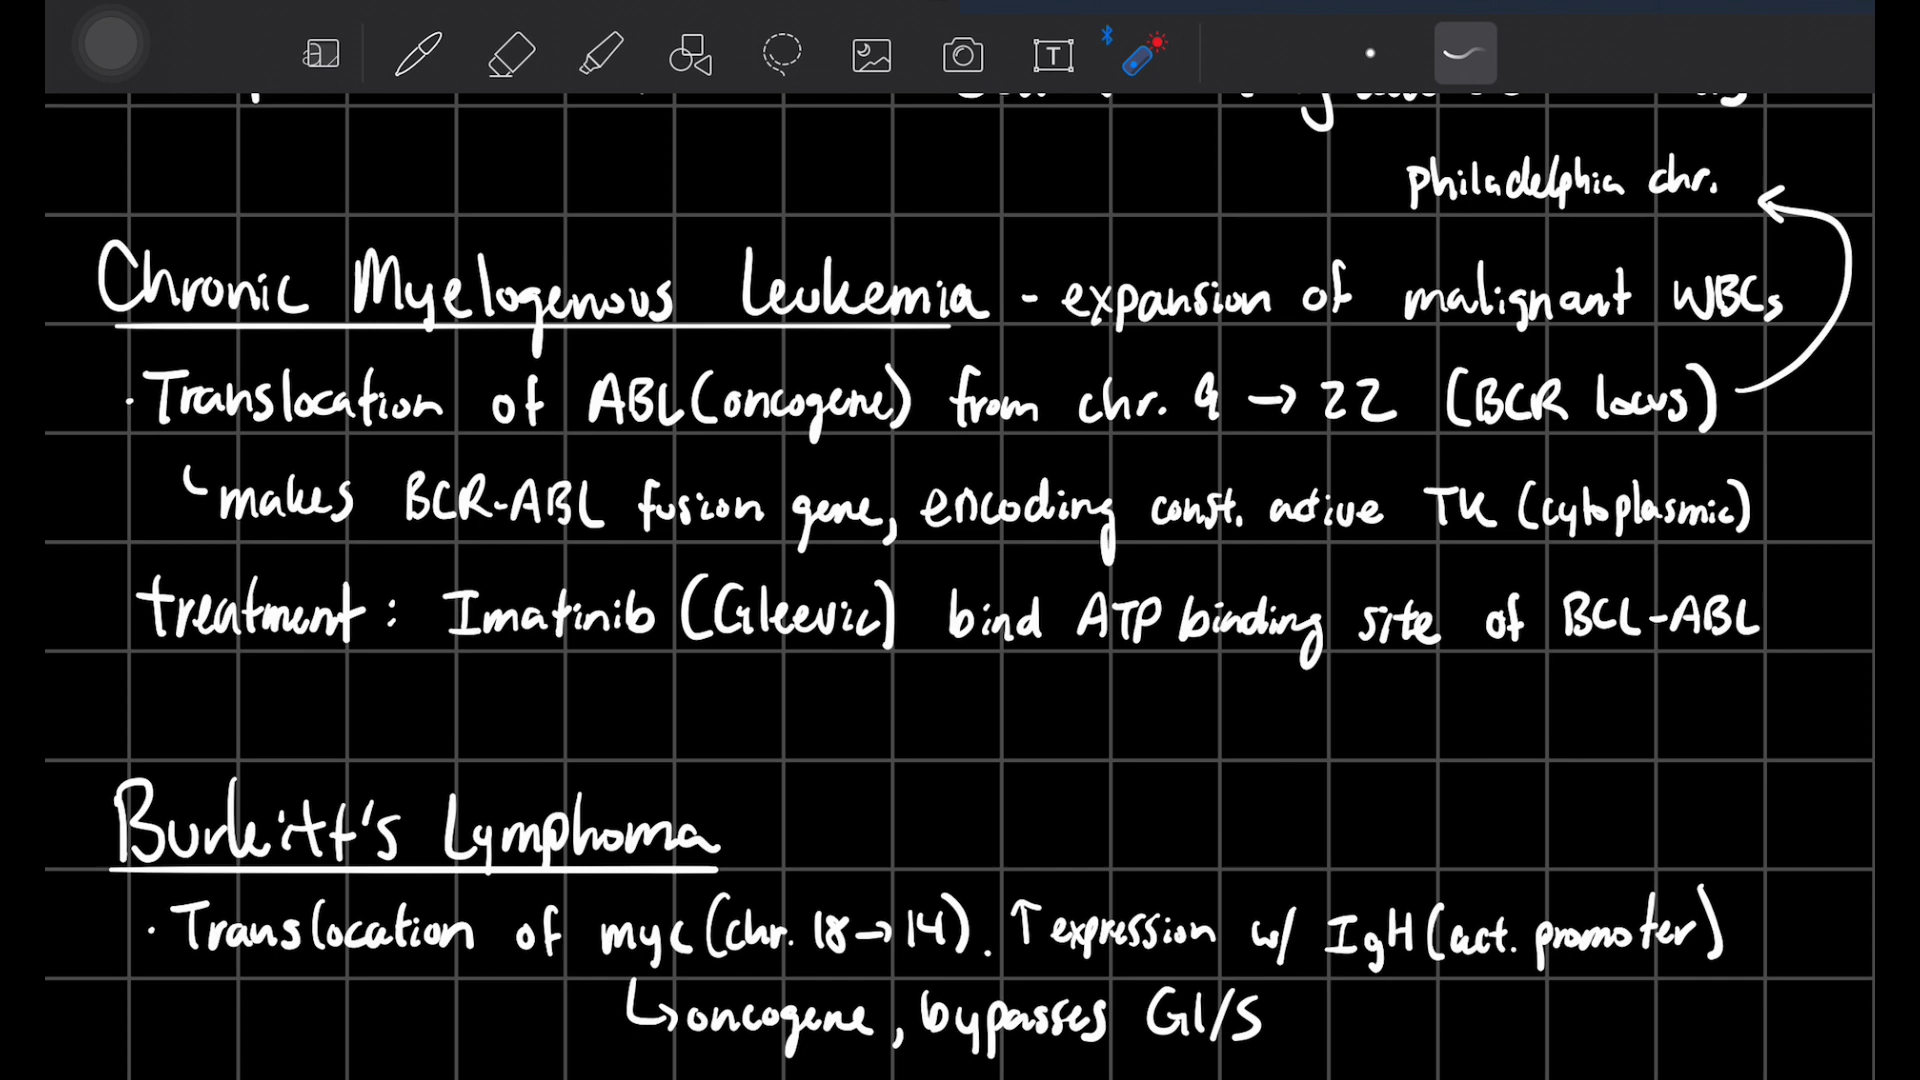 Philadelphia chr.
Chronic Myelogenous Leukemia - expansion of malignant WBCs
· Translocation of ABL (oncogene) from chr. 9 → 22 (BCR locus)
↳ makes BCR-ABL fusion gene, encoding const. active TK (cytoplasmic)
treatment: Imatinib (Gleevic) bind ATP binding site of BCL-ABL
Burkitt's Lymphoma
· Translocation of myc (chr. 18→14). ↑ expression w/ IgH (act. promoter)
↳ oncogene, bypasses G1/S